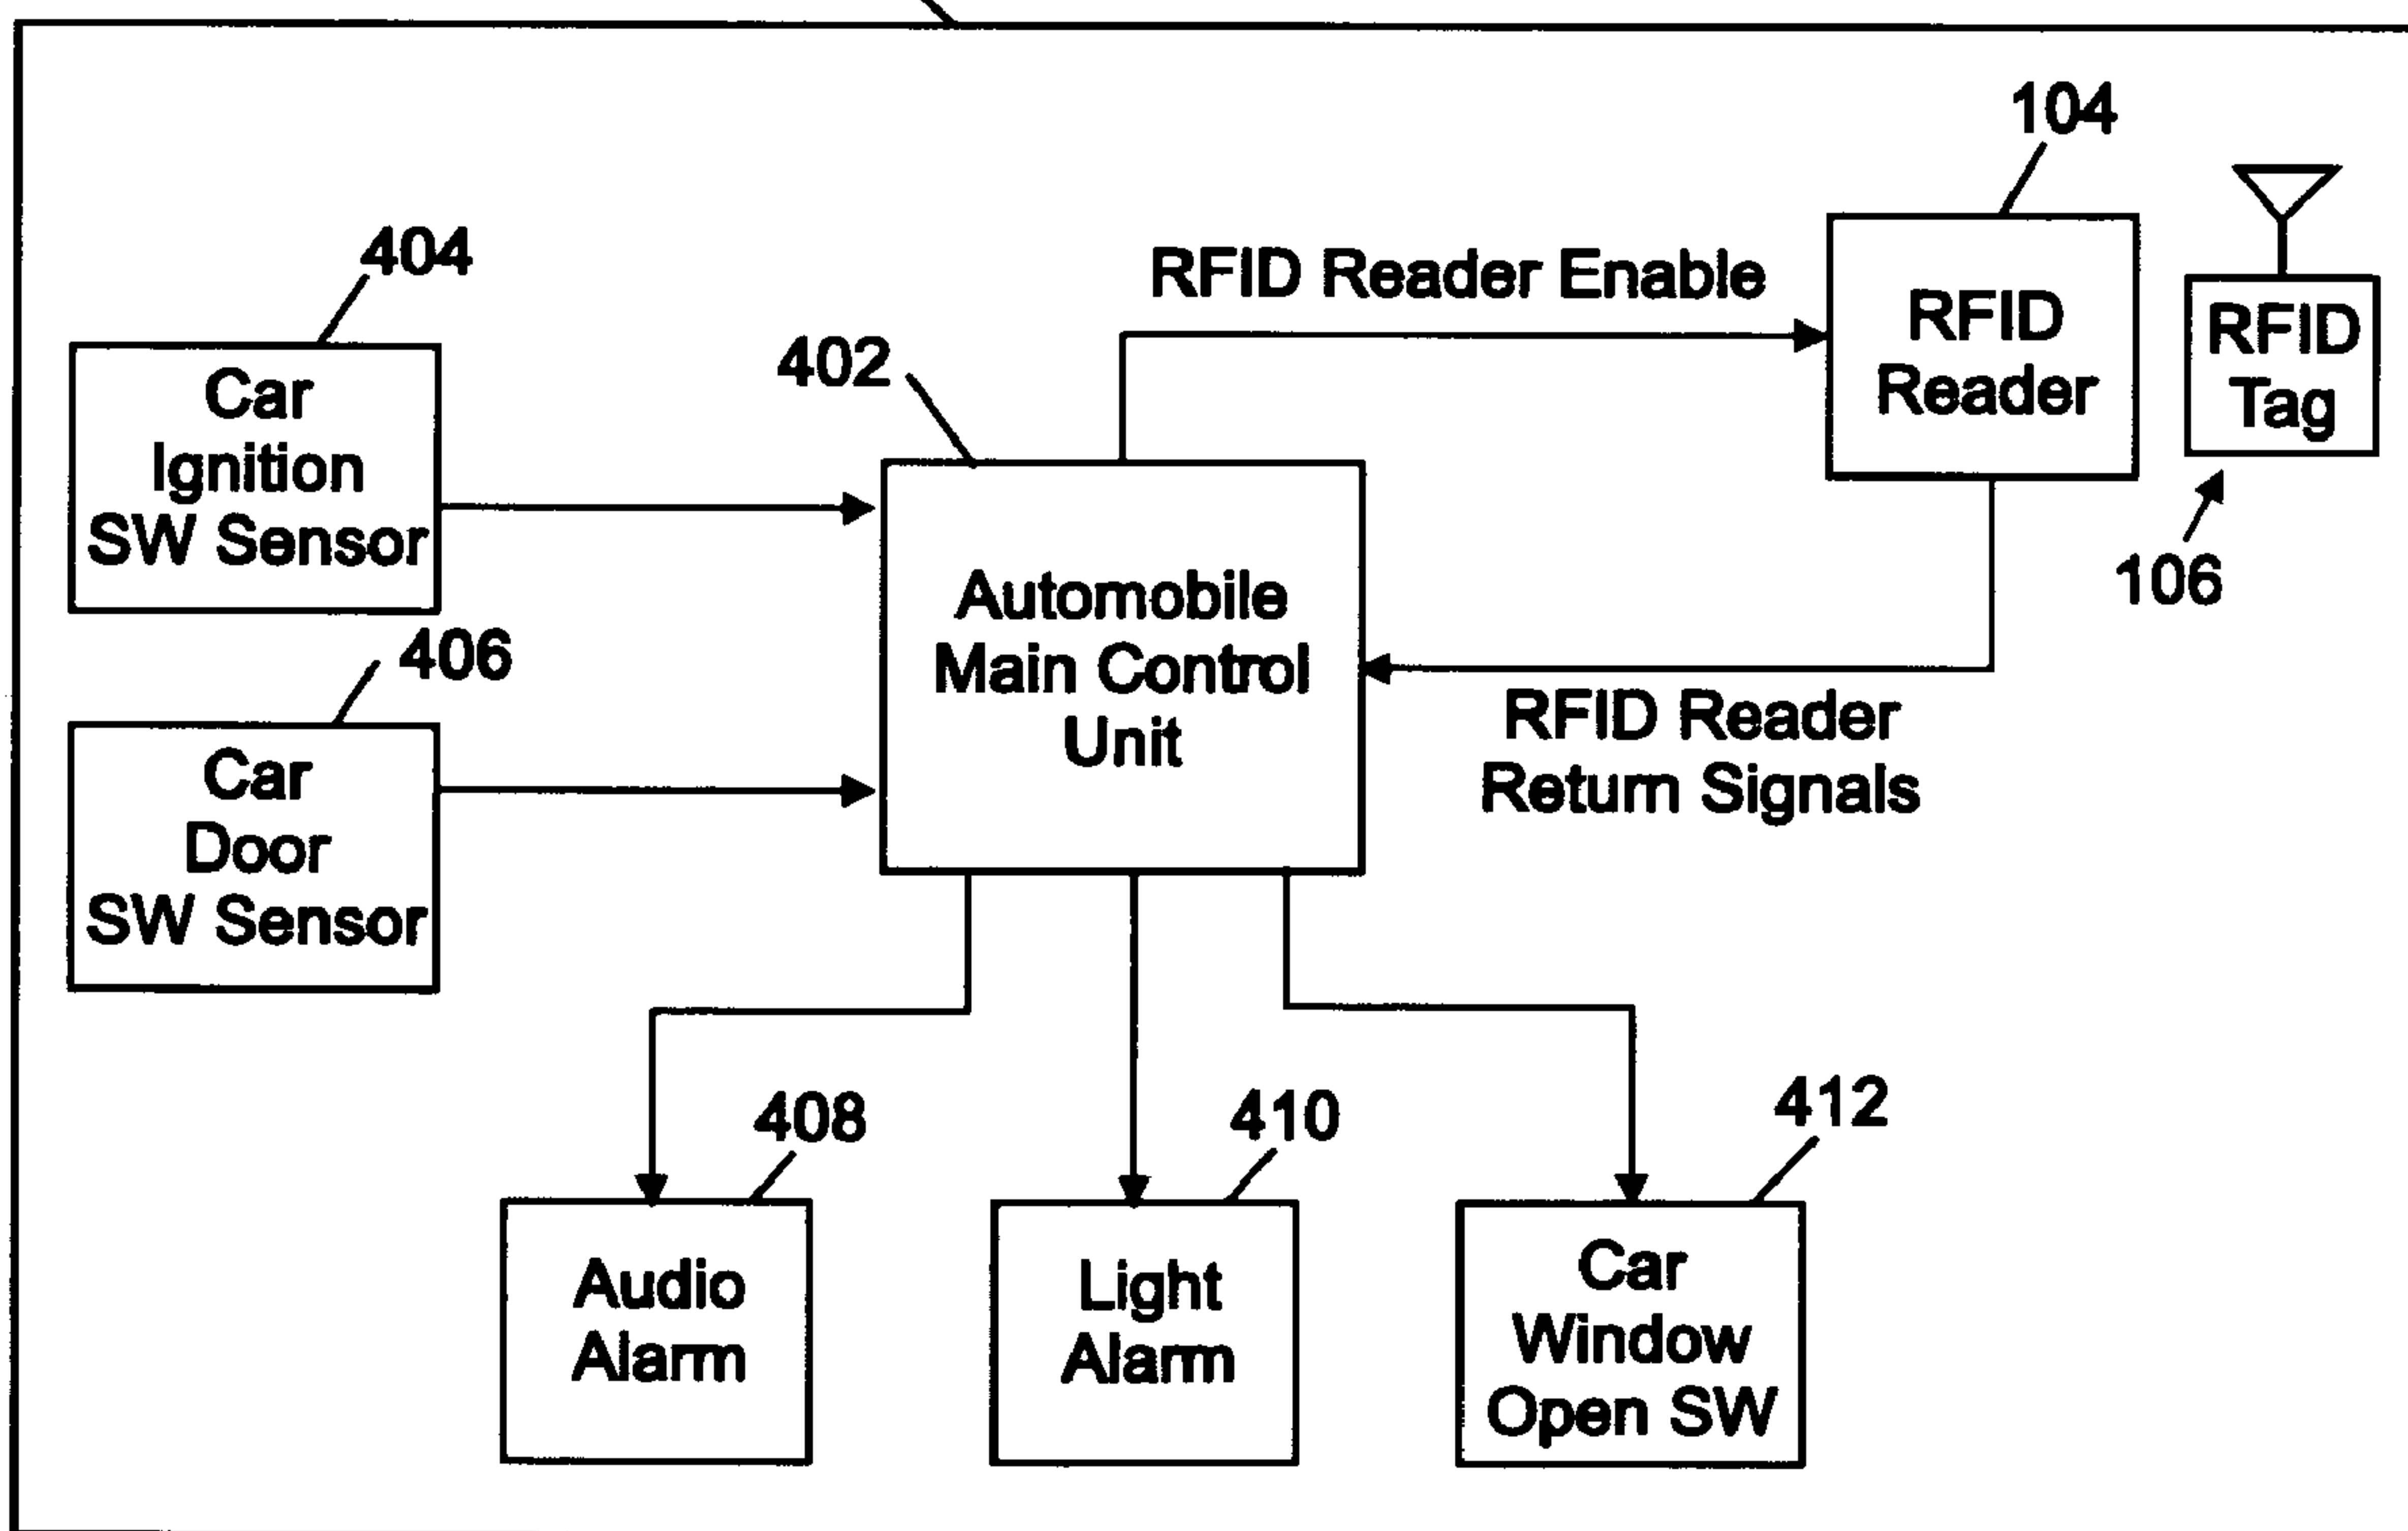 104
404
RFID Reader Enable
402
RFID
Reader
RFID
Tag
Car
Ignition
SW Sensor
106
Automobile
Main Control
Unit
406
RFID Reader
Return Signals
Car
Door
SW Sensor
408
410
412
Audio
Alarm
Light
Alarm
Car
Window
Open SW